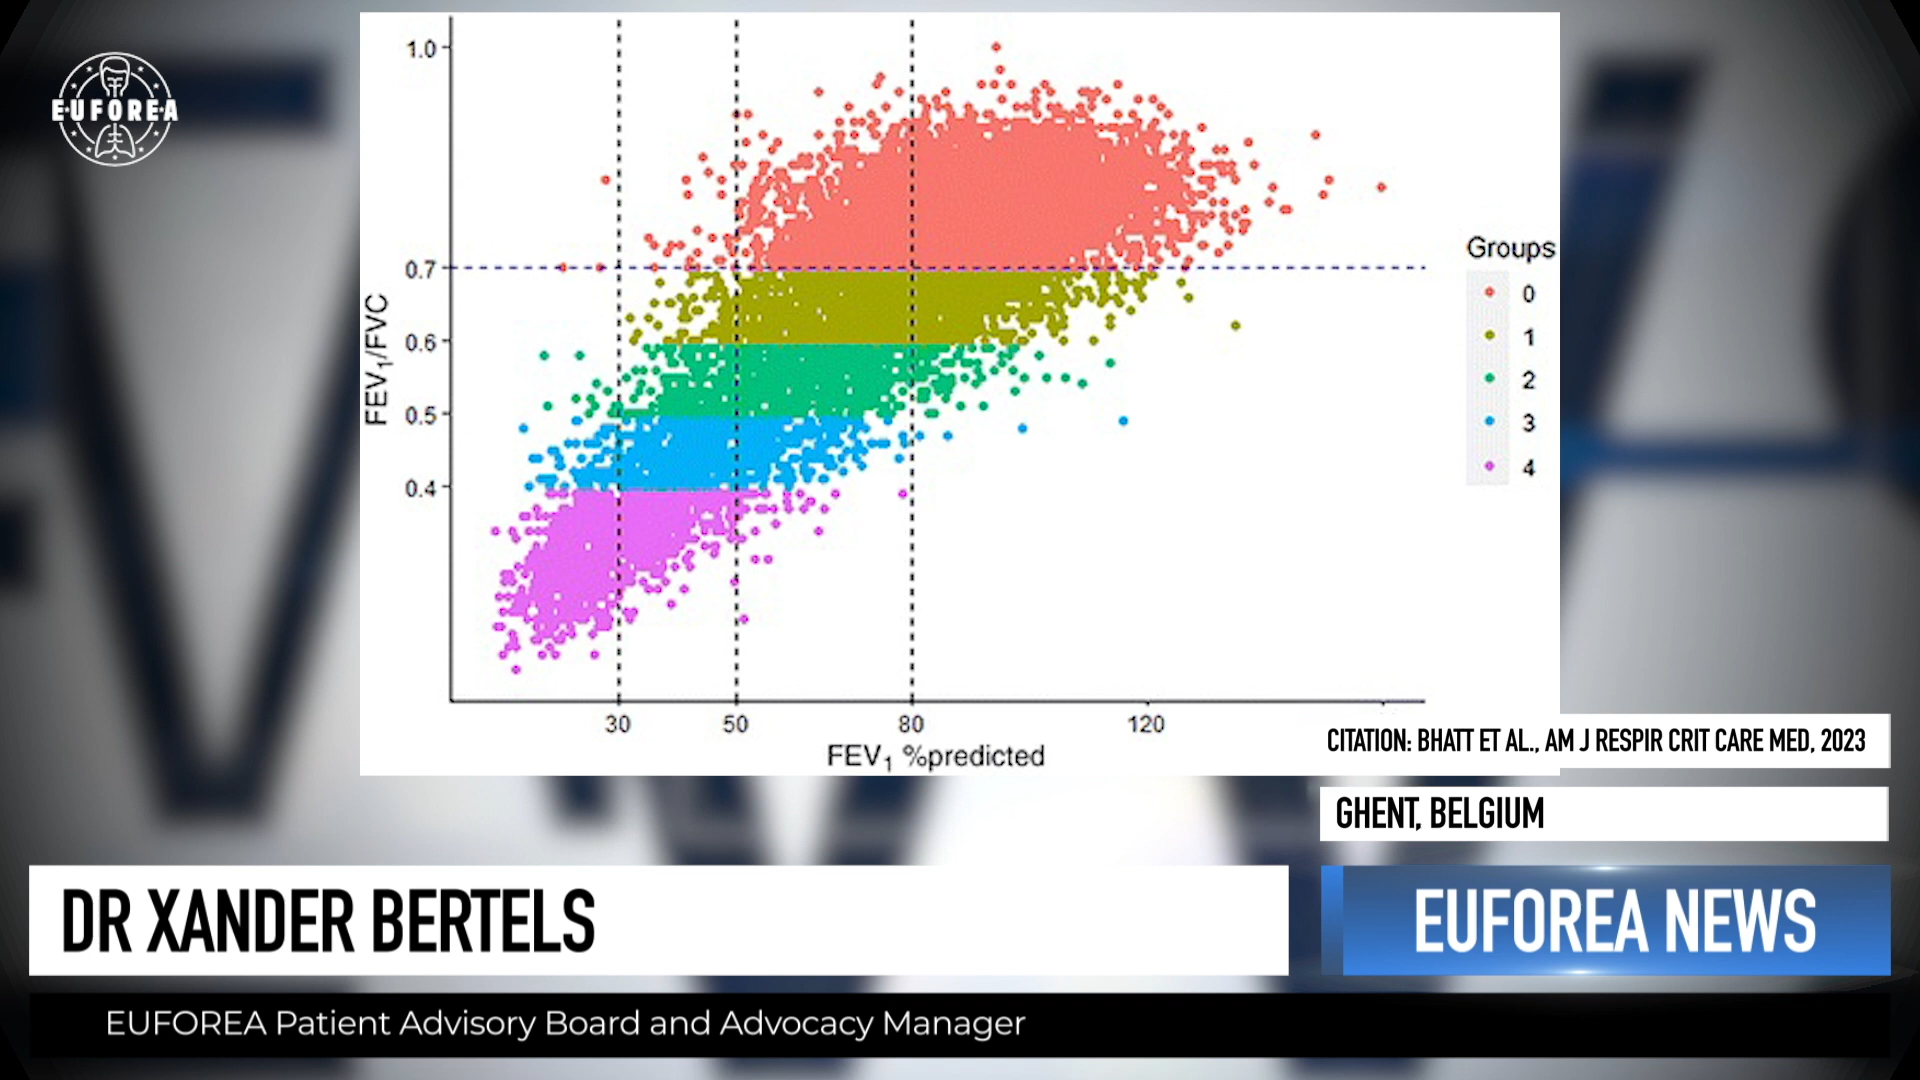 EUFOREA
1.0
0.7
0.6
0.5
0.4
FEV1/FVC
30
50
80
120
FEV1 %predicted
Groups
0
1
2
3
4
CITATION: BHATT ET AL., AM J RESPIR CRIT CARE MED, 2023
GHENT, BELGIUM
DR XANDER BERTELS
EUFOREA NEWS
EUFOREA Patient Advisory Board and Advocacy Manager